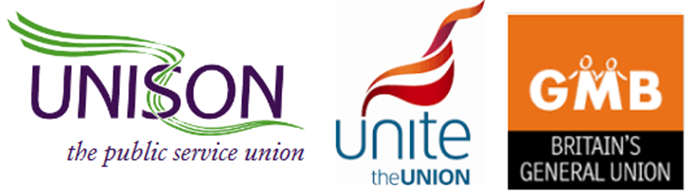 UNISON
the public service union
unite
theUNION
GMB
BRITAIN'S
GENERAL UNION